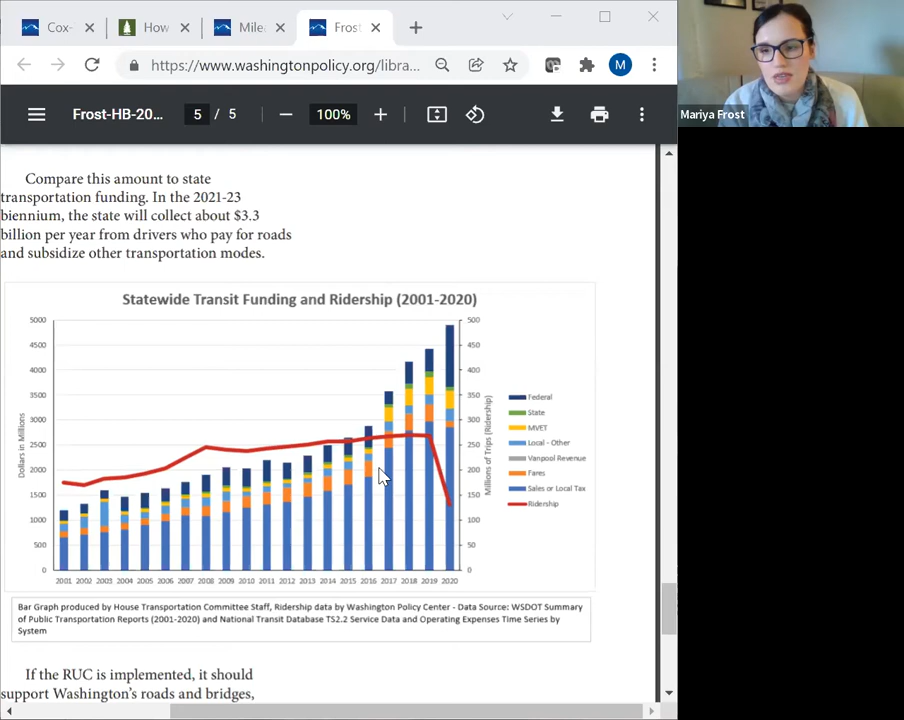 Cox-
How
Mile
Frost
https://www.washingtonpolicy.org/libra...
M
Frost-HB-20...
5 / 5
100%
Mariya Frost
Compare this amount to state
transportation funding. In the 2021-23
biennium, the state will collect about $3.3
billion per year from drivers who pay for roads
and subsidize other transportation modes.
Statewide Transit Funding and Ridership (2001-2020)
5000
4500
4000
3500
3000
2500
2000
1500
1000
500
0
Dollars in Millions
500
450
400
350
300
250
200
150
100
50
0
Millions of Trips (Ridership)
Federal
State
MVET
Local - Other
Vanpool Revenue
Fares
Sales or Local Tax
Ridership
2001 2002 2003 2004 2005 2006 2007 2008 2009 2010 2011 2012 2013 2014 2015 2016 2017 2018 2019 2020
Bar Graph produced by House Transportation Committee Staff, Ridership data by Washington Policy Center - Data Source: WSDOT Summary
of Public Transportation Reports (2001-2020) and National Transit Database TS2.2 Service Data and Operating Expenses Time Series by
System
If the RUC is implemented, it should
support Washington's roads and bridges,